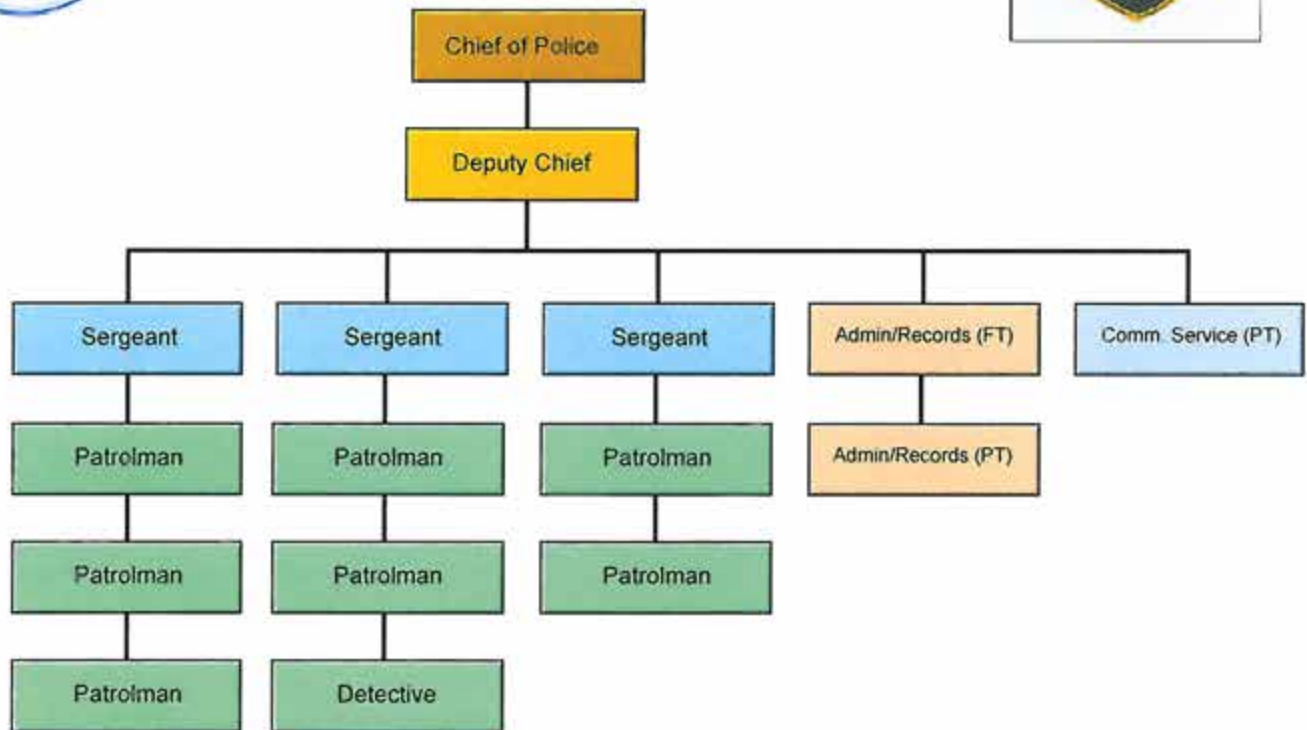 Chief of Police
Deputy Chief
Sergeant
Sergeant
Sergeant
Admin/Records (FT)
Comm. Service (PT)
Patrolman
Patrolman
Patrolman
Admin/Records (PT)
Patrolman
Patrolman
Patrolman
Patrolman
Detective